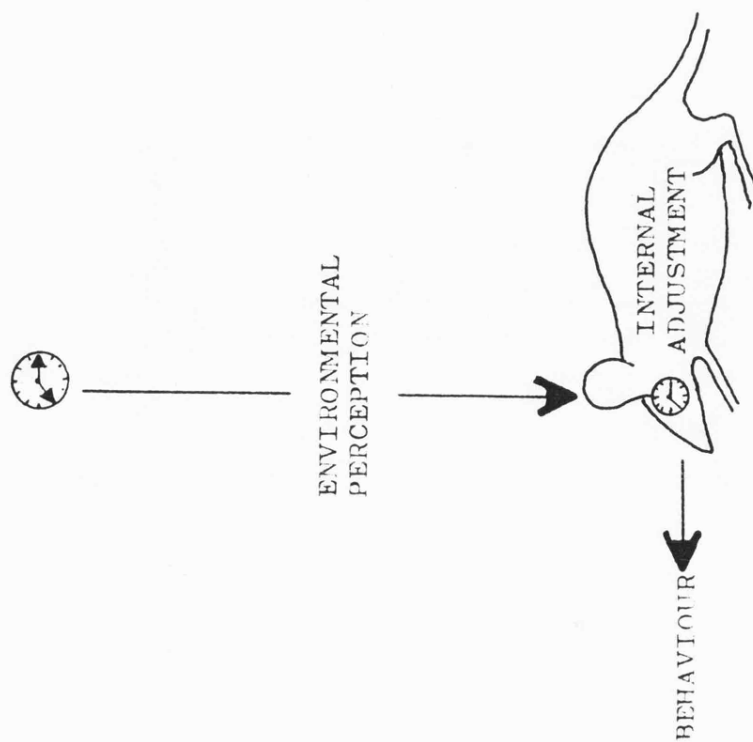 ENVIRONMENTAL
PERCEPTION
INTERNAL
ADJUSTMENT
BEHAVIOUR